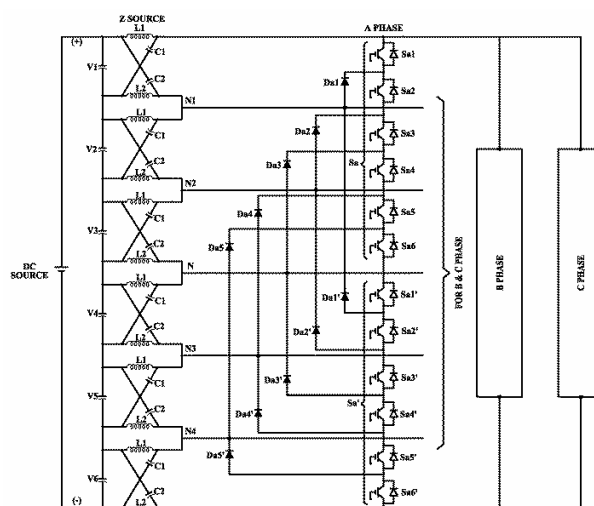 Z SOURCE
L1
A PHASE
(+)
C1
Sa1
V1
C2
Da1
Sa2
L2
N1
L1
C1
Da2
Sa3
V2
C2
Da3
Sa
Sa4
L2
N2
L1
C1
Da4
Sa5
V3
C2
Da5
Sa6
DC
SOURCE
L2
N
L1
FOR B & C PHASE
B PHASE
C PHASE
C1
Da1'
Sa1'
V4
C2
Da2'
Sa2'
L2
N3
L1
C1
Da3'
Sa3'
V5
C2
Sa'
Da4'
Sa4'
L2
N4
L1
C1
Da5'
Sa5'
V6
C2
Sa6'
(-)
L2